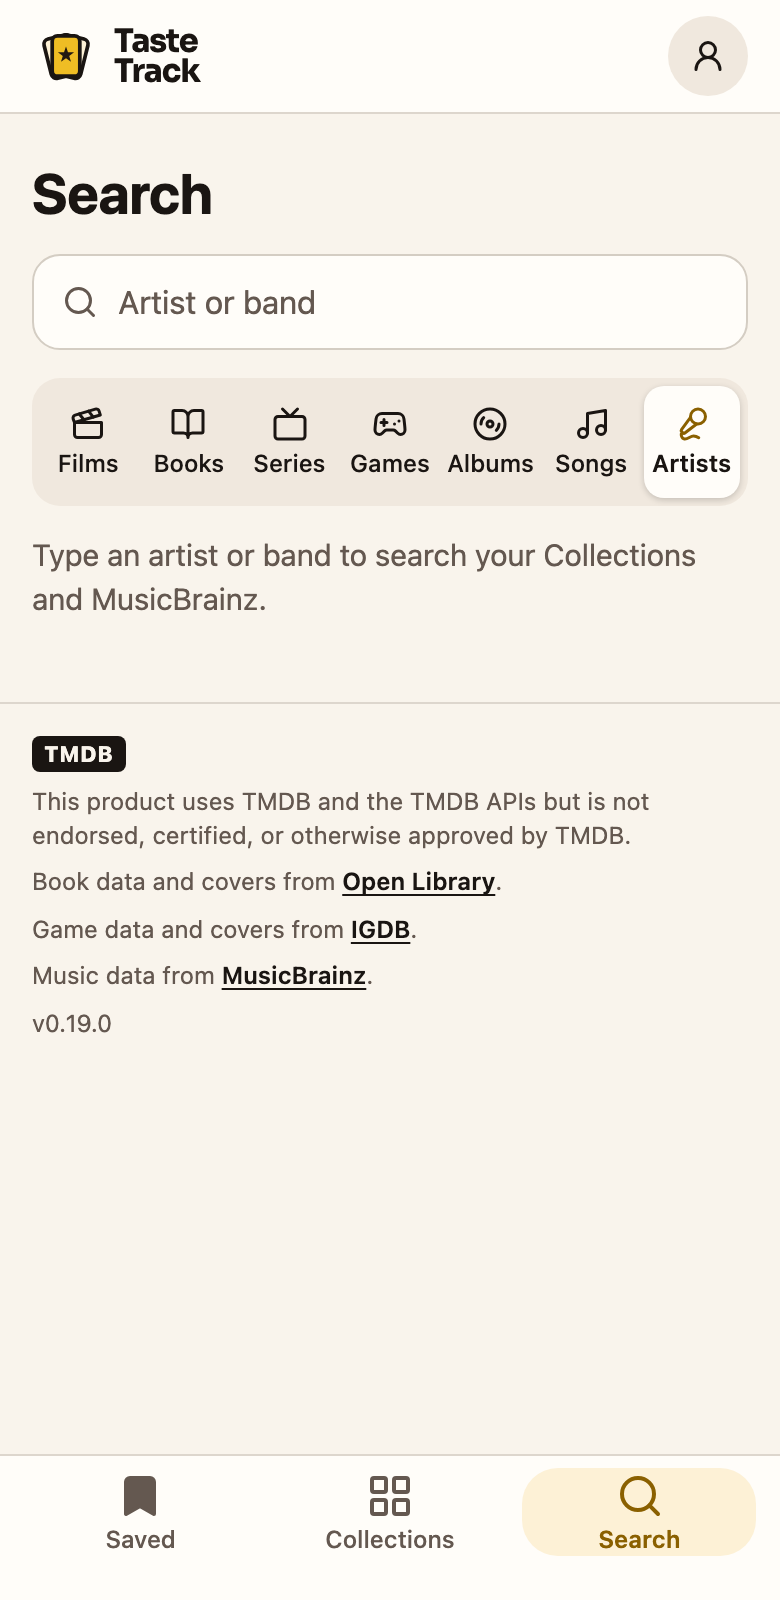 Taste
Track
Search
Artist or band
Films
Books
Series
Games
Albums
Songs
Artists
Type an artist or band to search your Collections
and MusicBrainz.
TMDB
This product uses TMDB and the TMDB APIs but is not
endorsed, certified, or otherwise approved by TMDB.
Book data and covers from Open Library.
Game data and covers from IGDB.
Music data from MusicBrainz.
v0.19.0
Saved
Collections
Search